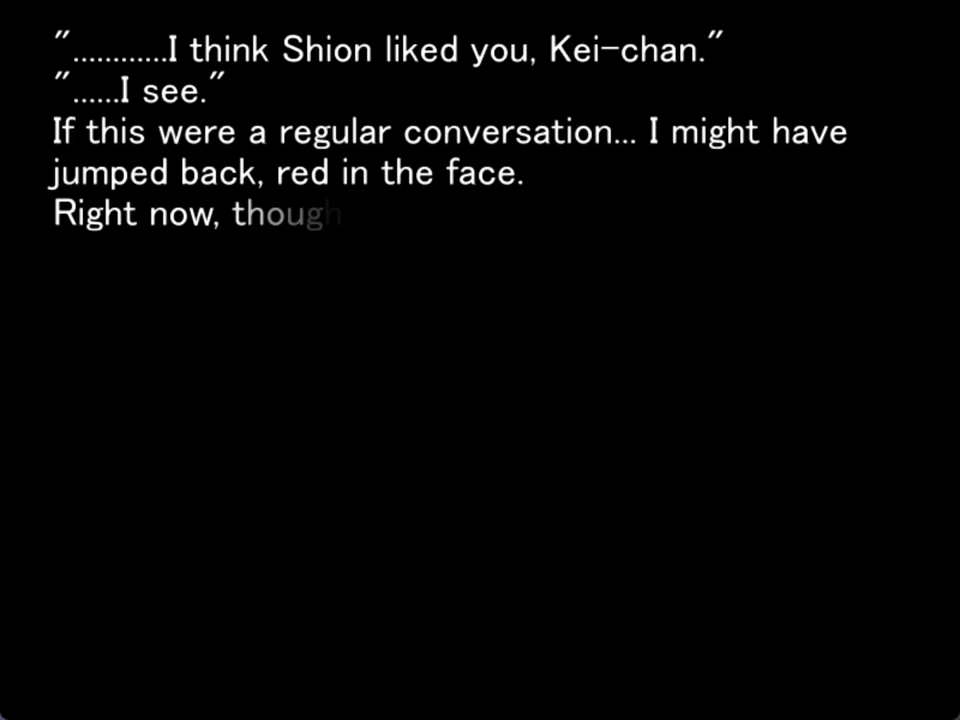 "............I think Shion liked you, Kei-chan."
"......I see."
If this were a regular conversation... I might have
jumped back, red in the face.
Right now, though